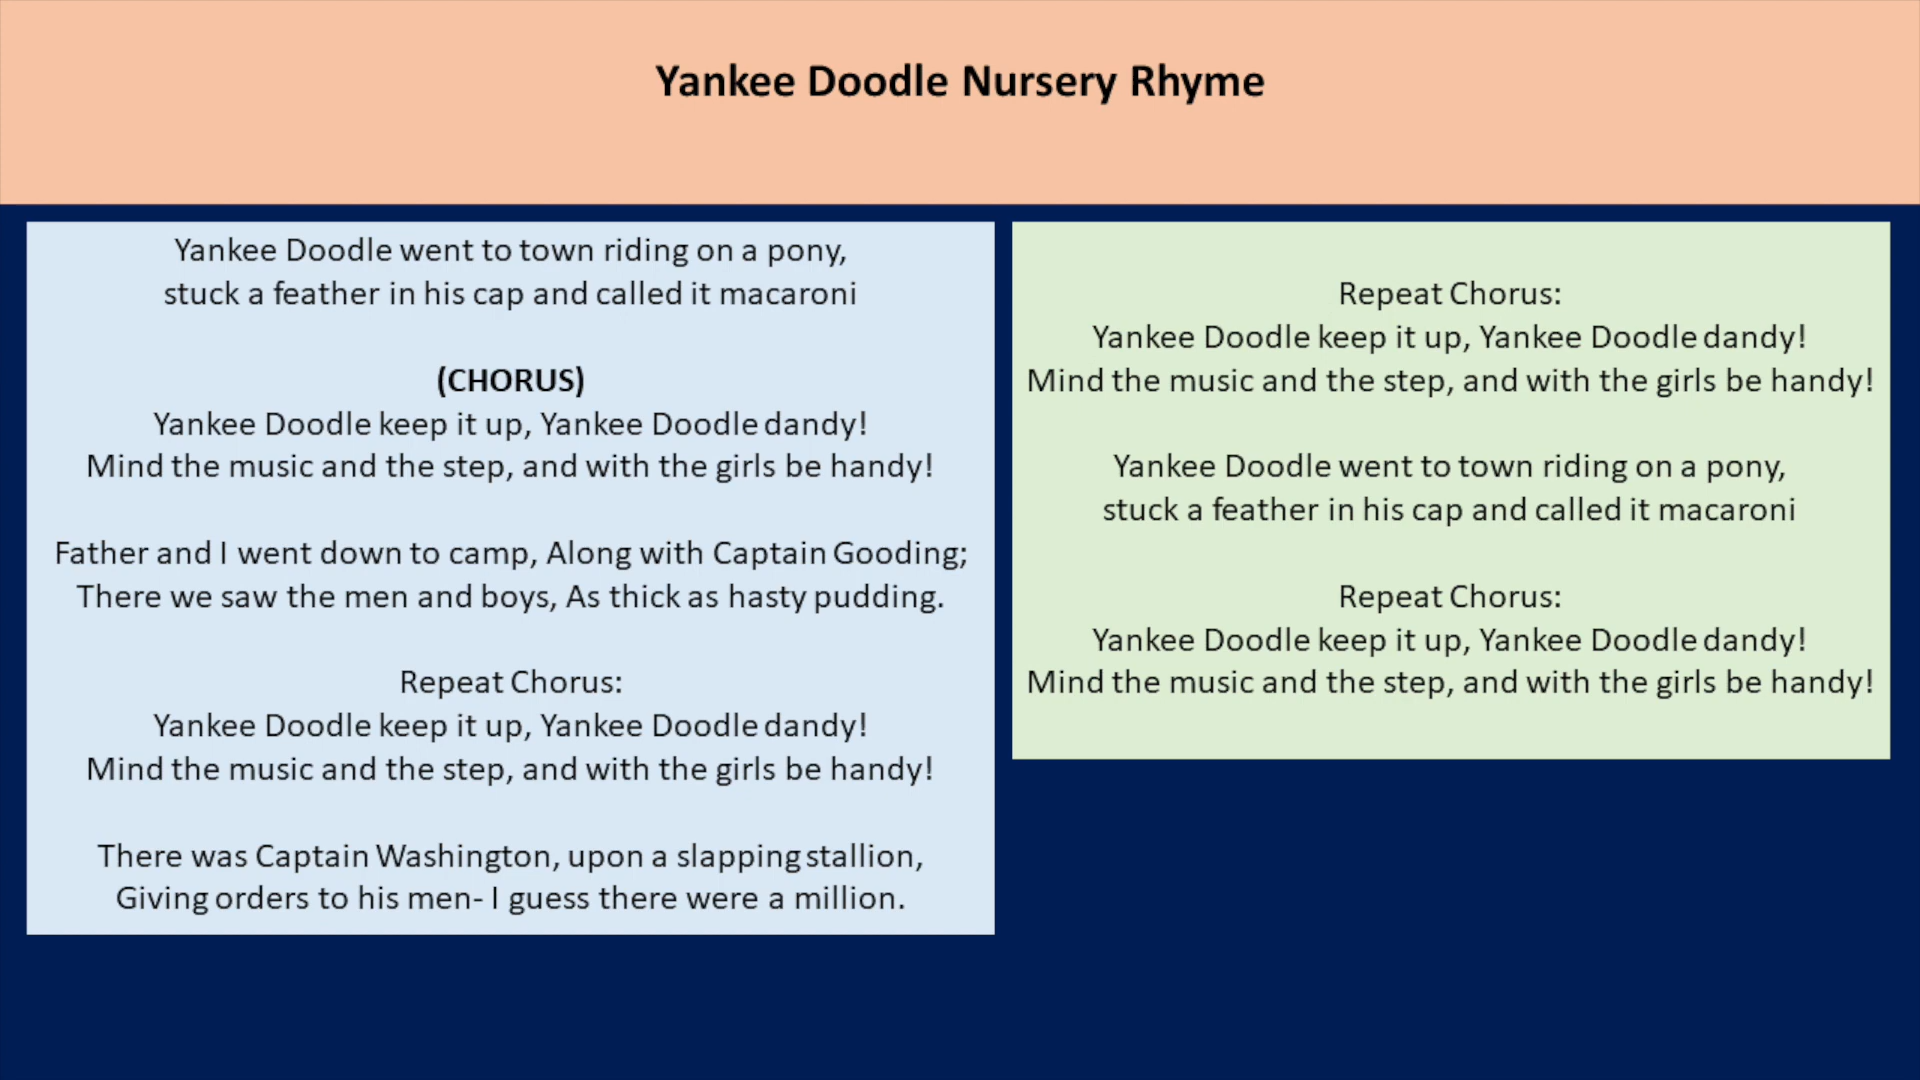 Yankee Doodle Nursery Rhyme
Yankee Doodle went to town riding on a pony,
stuck a feather in his cap and called it macaroni
(CHORUS)
Yankee Doodle keep it up, Yankee Doodle dandy!
Mind the music and the step, and with the girls be handy!
Father and I went down to camp, Along with Captain Gooding;
There we saw the men and boys, As thick as hasty pudding.
Repeat Chorus:
Yankee Doodle keep it up, Yankee Doodle dandy!
Mind the music and the step, and with the girls be handy!
There was Captain Washington, upon a slapping stallion,
Giving orders to his men- I guess there were a million.
Repeat Chorus:
Yankee Doodle keep it up, Yankee Doodle dandy!
Mind the music and the step, and with the girls be handy!
Yankee Doodle went to town riding on a pony,
stuck a feather in his cap and called it macaroni
Repeat Chorus:
Yankee Doodle keep it up, Yankee Doodle dandy!
Mind the music and the step, and with the girls be handy!